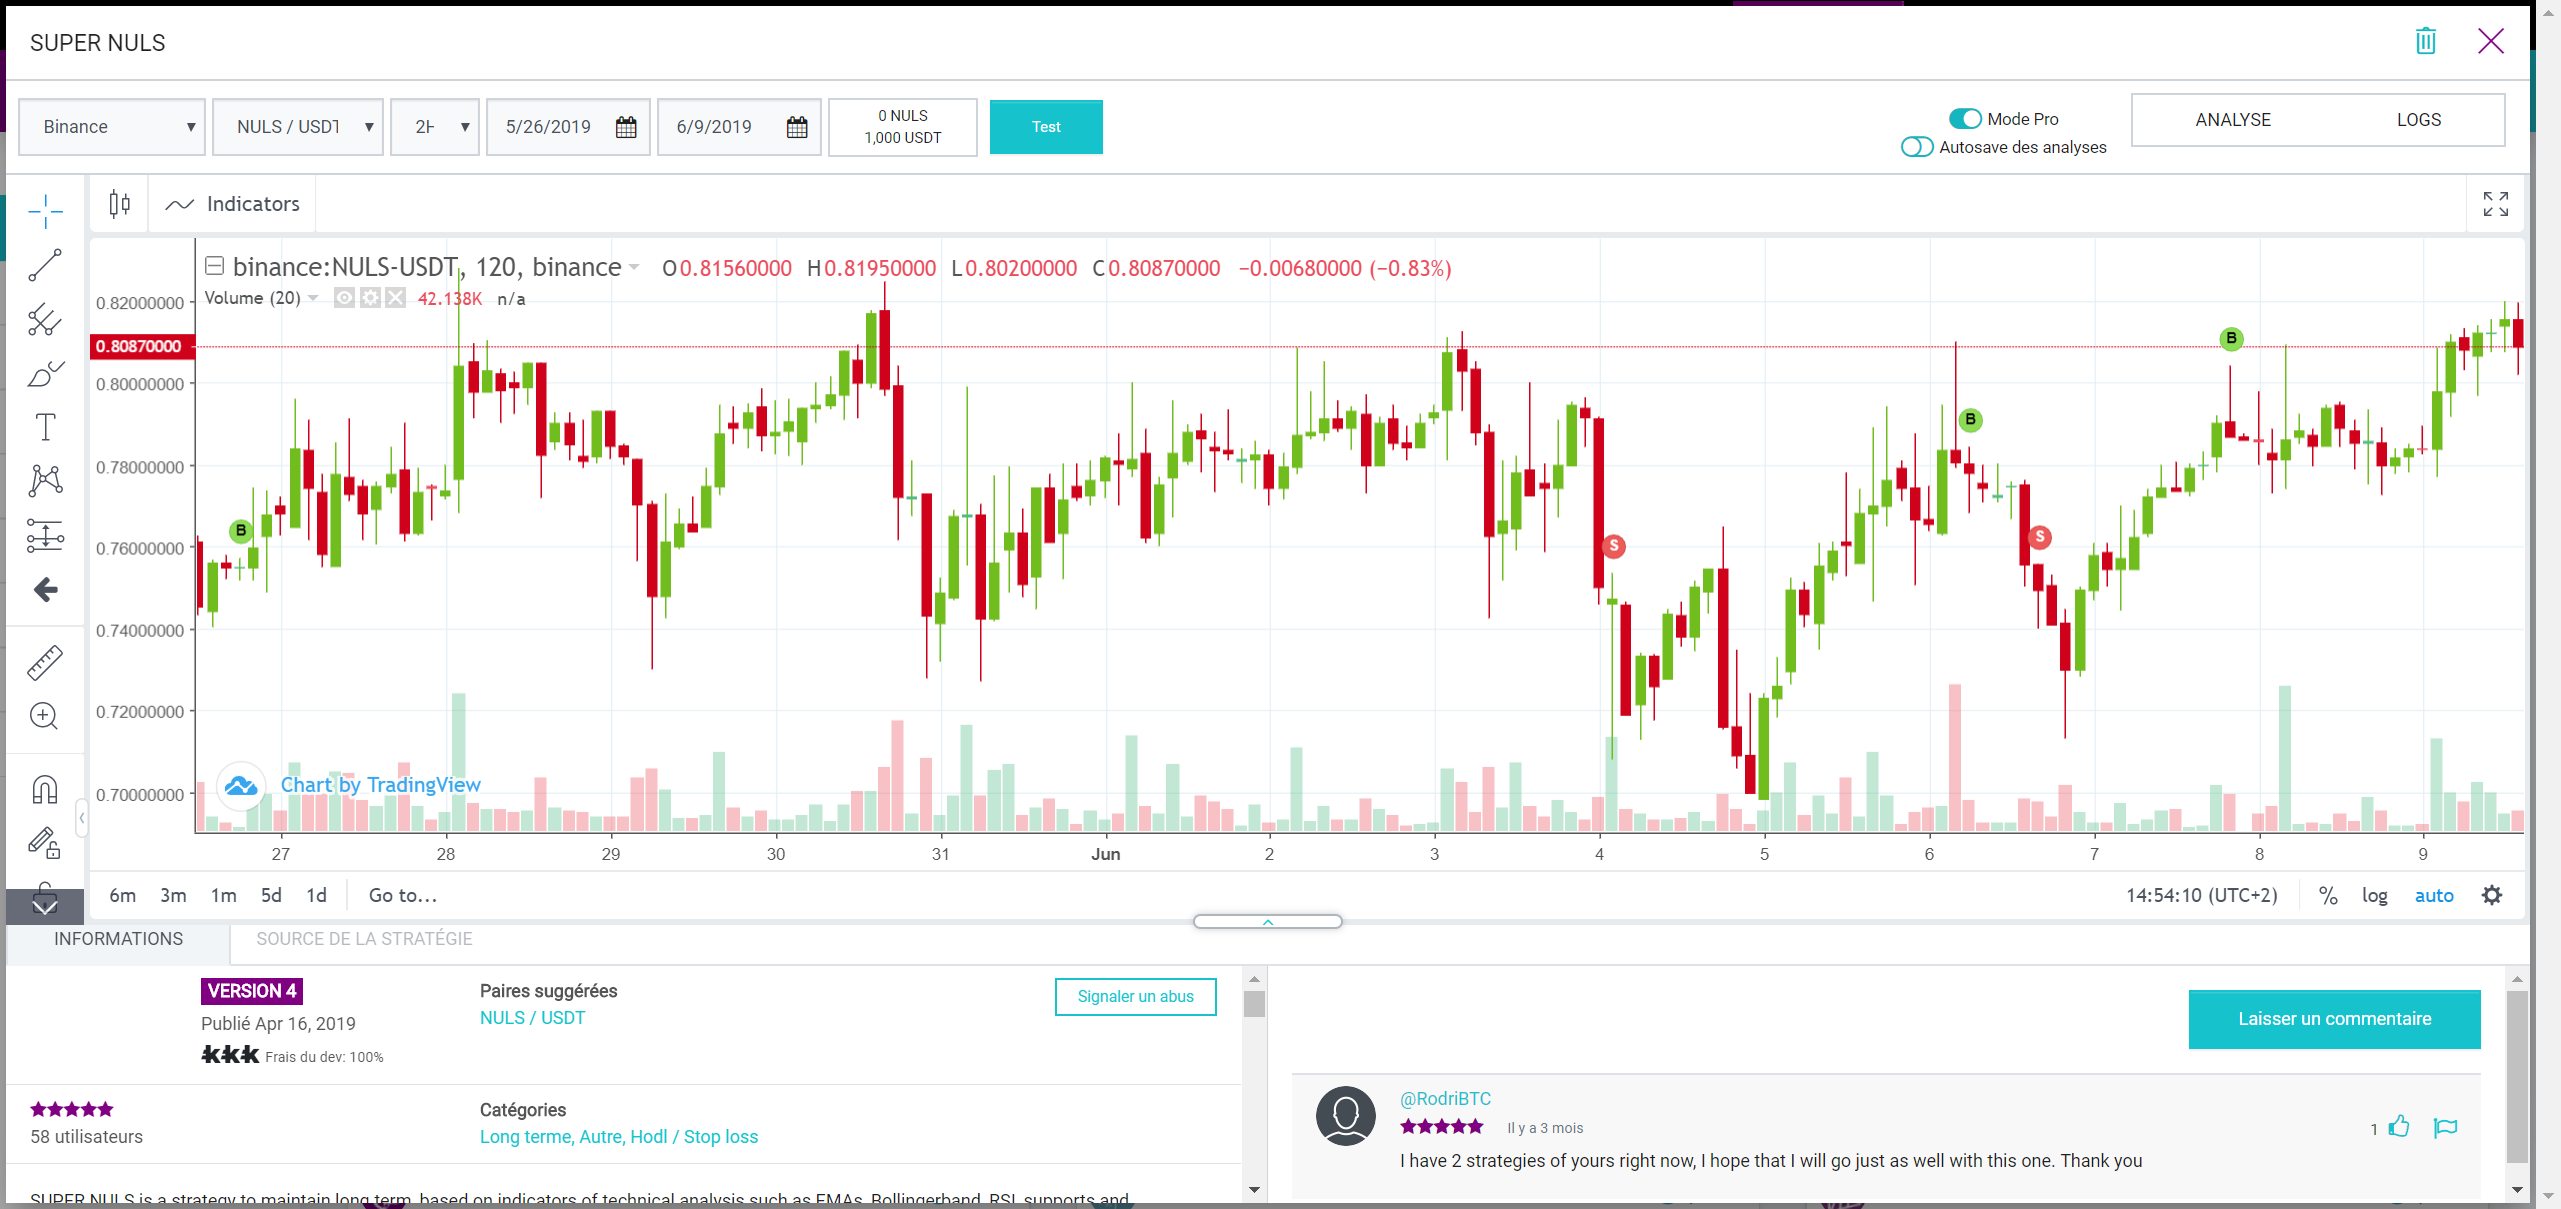 SUPER NULS
Binance
NULS / USDT
2H
5/26/2019
6/9/2019
0 NULS
1,000 USDT
Test
Mode Pro
Autosave des analyses
ANALYSE
LOGS
Indicators
binance:NULS-USDT, 120, binance O0.81560000 H0.81950000 L0.80200000 C0.80870000 −0.00680000 (−0.83%)
Volume (20) 42.138K n/a
0.82000000
0.80870000
0.80000000
0.78000000
0.76000000
0.74000000
0.72000000
0.70000000
B
S
B
S
B
Chart by TradingView
27 28 29 30 31 Jun 2 3 4 5 6 7 8 9
6m 3m 1m 5d 1d Go to...
14:54:10 (UTC+2) % log auto
INFORMATIONS
SOURCE DE LA STRATÉGIE
VERSION 4
Publié Apr 16, 2019
Frais du dev: 100%
Paires suggérées
NULS / USDT
Signaler un abus
58 utilisateurs
Catégories
Long terme, Autre, Hodl / Stop loss
SUPER NULS is a strategy to maintain long term, based on indicators of technical analysis such as EMAs, Bollingerband, RSI, supports and
Laisser un commentaire
@RodriBTC
Il y a 3 mois
1
I have 2 strategies of yours right now, I hope that I will go just as well with this one. Thank you